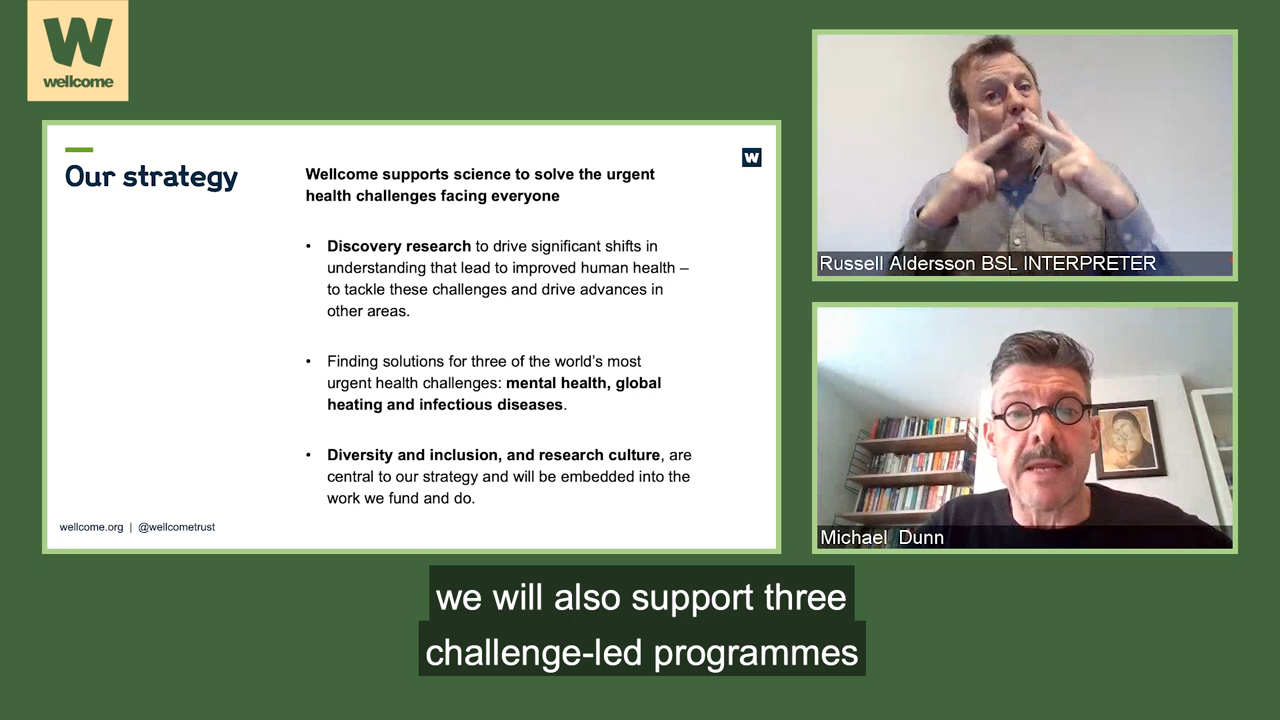 W
wellcome
Our strategy
W
Wellcome supports science to solve the urgent
health challenges facing everyone
• Discovery research to drive significant shifts in
understanding that lead to improved human health –
to tackle these challenges and drive advances in
other areas.
• Finding solutions for three of the world’s most
urgent health challenges: mental health, global
heating and infectious diseases.
• Diversity and inclusion, and research culture, are
central to our strategy and will be embedded into the
work we fund and do.
wellcome.org | @wellcometrust
Russell Aldersson BSL INTERPRETER
Michael Dunn
we will also support three
challenge-led programmes